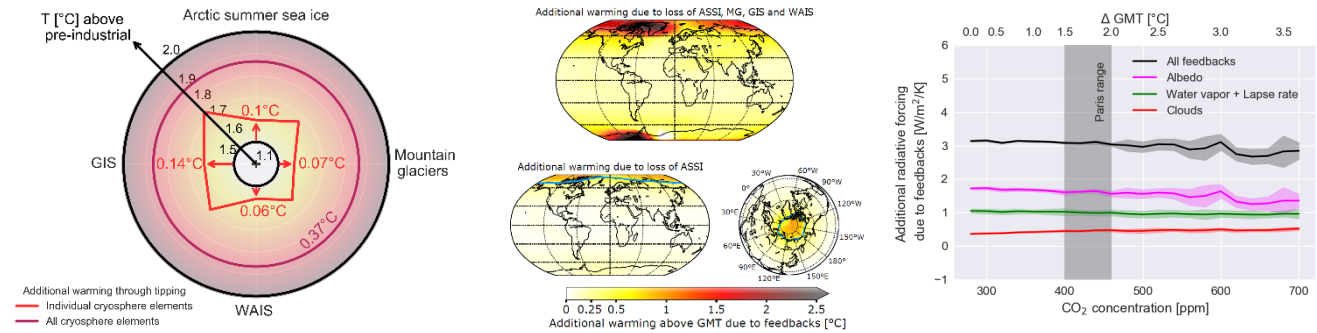 T [°C] above
pre-industrial
Arctic summer sea ice
2.0
1.9
1.8
1.7
1.6
1.5
1.1
0.1°C
0.14°C
0.07°C
0.06°C
0.37°C
GIS
Mountain
glaciers
WAIS
Additional warming through tipping
Individual cryosphere elements
All cryosphere elements
Additional warming due to loss of ASSI, MG, GIS and WAIS
Additional warming due to loss of ASSI
30°W
60°W
0°
90°W
30°E
120°W
60°E
150°W
90°E
180°
120°E
150°E
0 0.25 0.5 1 1.5 2 2.5
Additional warming above GMT due to feedbacks [°C]
Δ GMT [°C]
0.0 0.5 1.0 1.5 2.0 2.5 3.0 3.5
6
5
4
3
2
1
0
−1
Additional radiative forcing
due to feedbacks [W/m²/K]
Paris range
All feedbacks
Albedo
Water vapor + Lapse rate
Clouds
300 400 500 600 700
CO₂ concentration [ppm]